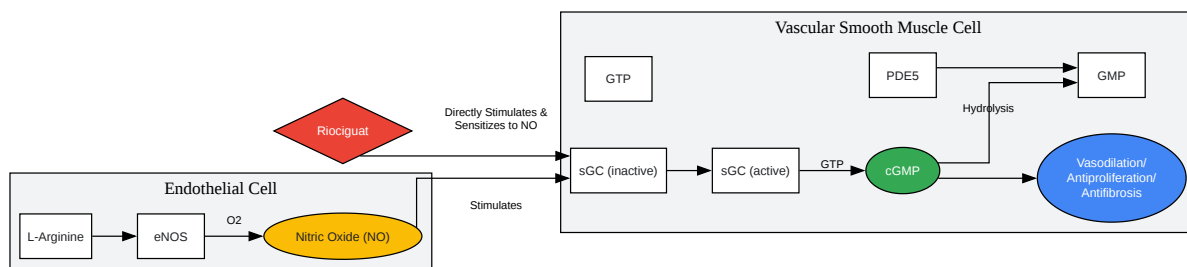 Vascular Smooth Muscle Cell
GTP
PDE5
GMP
Hydrolysis
Riociguat
Directly Stimulates &
Sensitizes to NO
sGC (inactive)
sGC (active)
GTP
cGMP
Vasodilation/
Antiproliferation/
Antifibrosis
Endothelial Cell
Stimulates
L-Arginine
eNOS
O2
Nitric Oxide (NO)